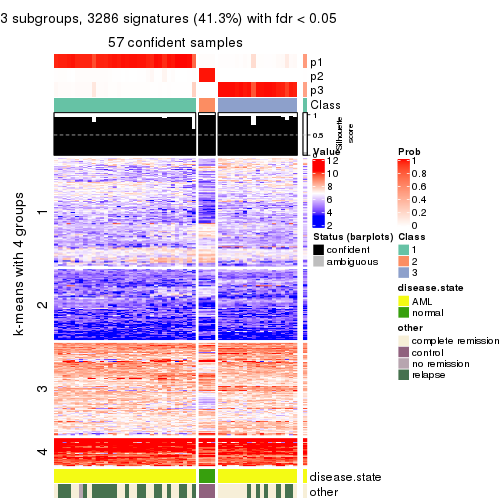 3 subgroups, 3286 signatures (41.3%) with fdr < 0.05
57 confident samples
p1
p2
p3
Class
1
0.5
0
Silhouette
score
k-means with 4 groups
1
2
3
4
disease.state
other
Value
12
10
8
6
4
2
Prob
1
0.8
0.6
0.4
0.2
0
Status (barplots)
confident
ambiguous
Class
1
2
3
disease.state
AML
normal
other
complete remission
control
no remission
relapse